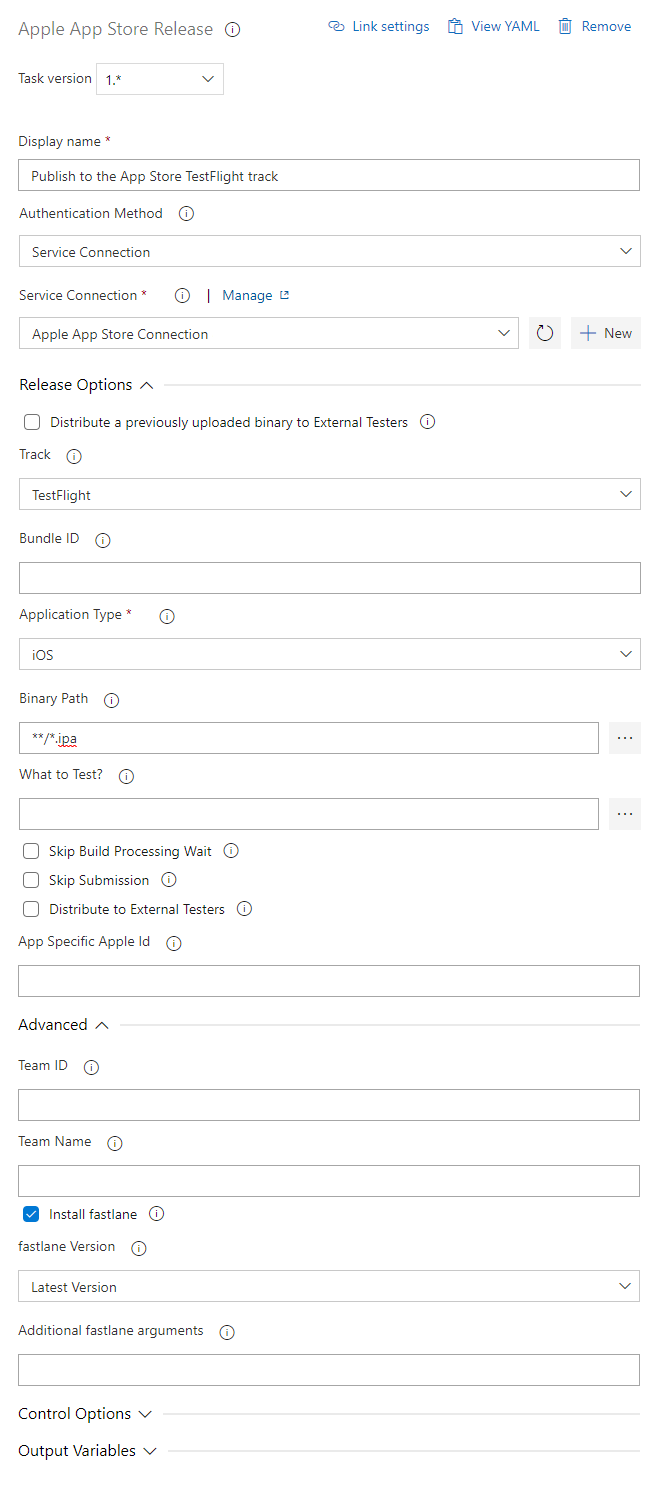 Apple App Store Release Link settings View YAML Remove
Task version 1.*
Display name *
Publish to the App Store TestFlight track
Authentication Method
Service Connection
Service Connection * | Manage
Apple App Store Connection New
Release Options
Distribute a previously uploaded binary to External Testers
Track
TestFlight
Bundle ID
Application Type *
iOS
Binary Path
**/*.ipa
What to Test?
Skip Build Processing Wait
Skip Submission
Distribute to External Testers
App Specific Apple Id
Advanced
Team ID
Team Name
Install fastlane
fastlane Version
Latest Version
Additional fastlane arguments
Control Options
Output Variables